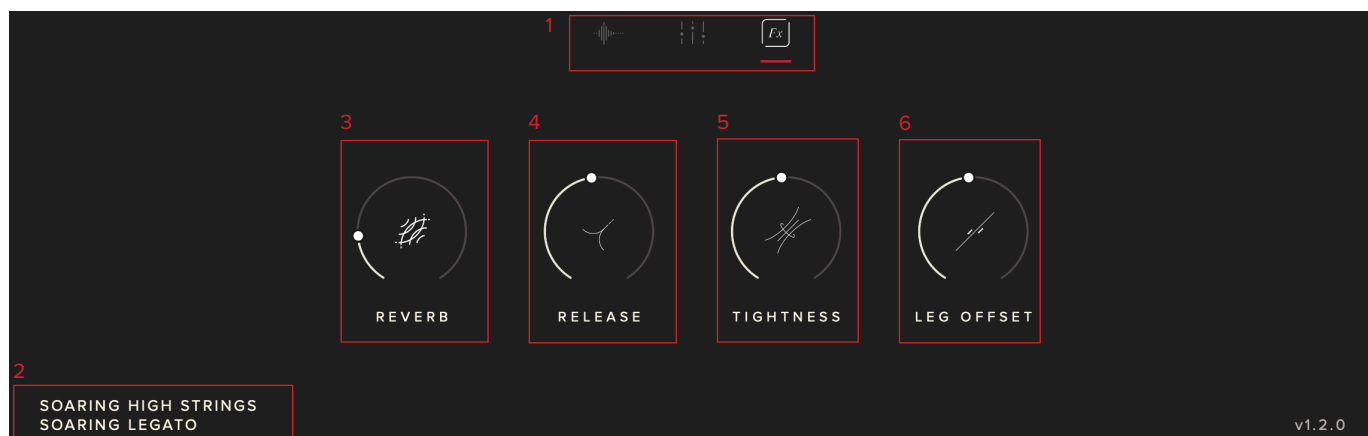 1
Fx
3
4
5
6
REVERB
RELEASE
TIGHTNESS
LEG OFFSET
2
SOARING HIGH STRINGS
SOARING LEGATO
v1.2.0